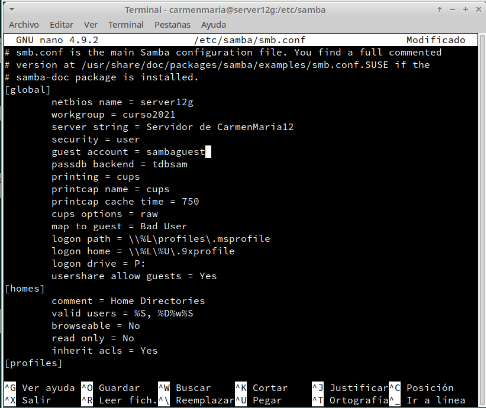 Terminal - carmenmaria@server12g:/etc/samba
Archivo Editar Ver Terminal Pestañas Ayuda
GNU nano 4.9.2 /etc/samba/smb.conf Modificado
# smb.conf is the main Samba configuration file. You find a full commented
# version at /usr/share/doc/packages/samba/examples/smb.conf.SUSE if the
# samba-doc package is installed.
[global]
netbios name = server12g
workgroup = curso2021
server string = Servidor de CarmenMaria12
security = user
guest account = sambaguest
passdb backend = tdbsam
printing = cups
printcap name = cups
printcap cache time = 750
cups options = raw
map to guest = Bad User
logon path = \\%L\profiles\.msprofile
logon home = \\%L\%U\.9xprofile
logon drive = P:
usershare allow guests = Yes
[homes]
comment = Home Directories
valid users = %S, %D%w%S
browseable = No
read only = No
inherit acls = Yes
[profiles]
^G Ver ayuda ^O Guardar ^W Buscar ^K Cortar ^J Justificar ^C Posición
^X Salir ^R Leer fich. ^\ Reemplazar ^U Pegar ^T Ortografía ^_ Ir a línea